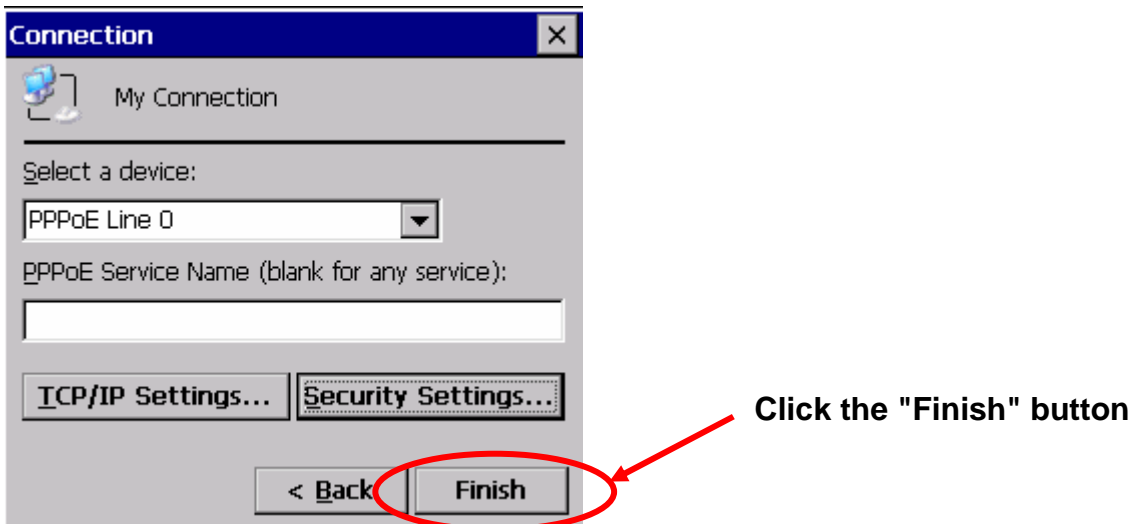 Connection
My Connection
Select a device:
PPPoE Line 0
PPPoE Service Name (blank for any service):
TCP/IP Settings... Security Settings...
Click the "Finish" button
< Back Finish